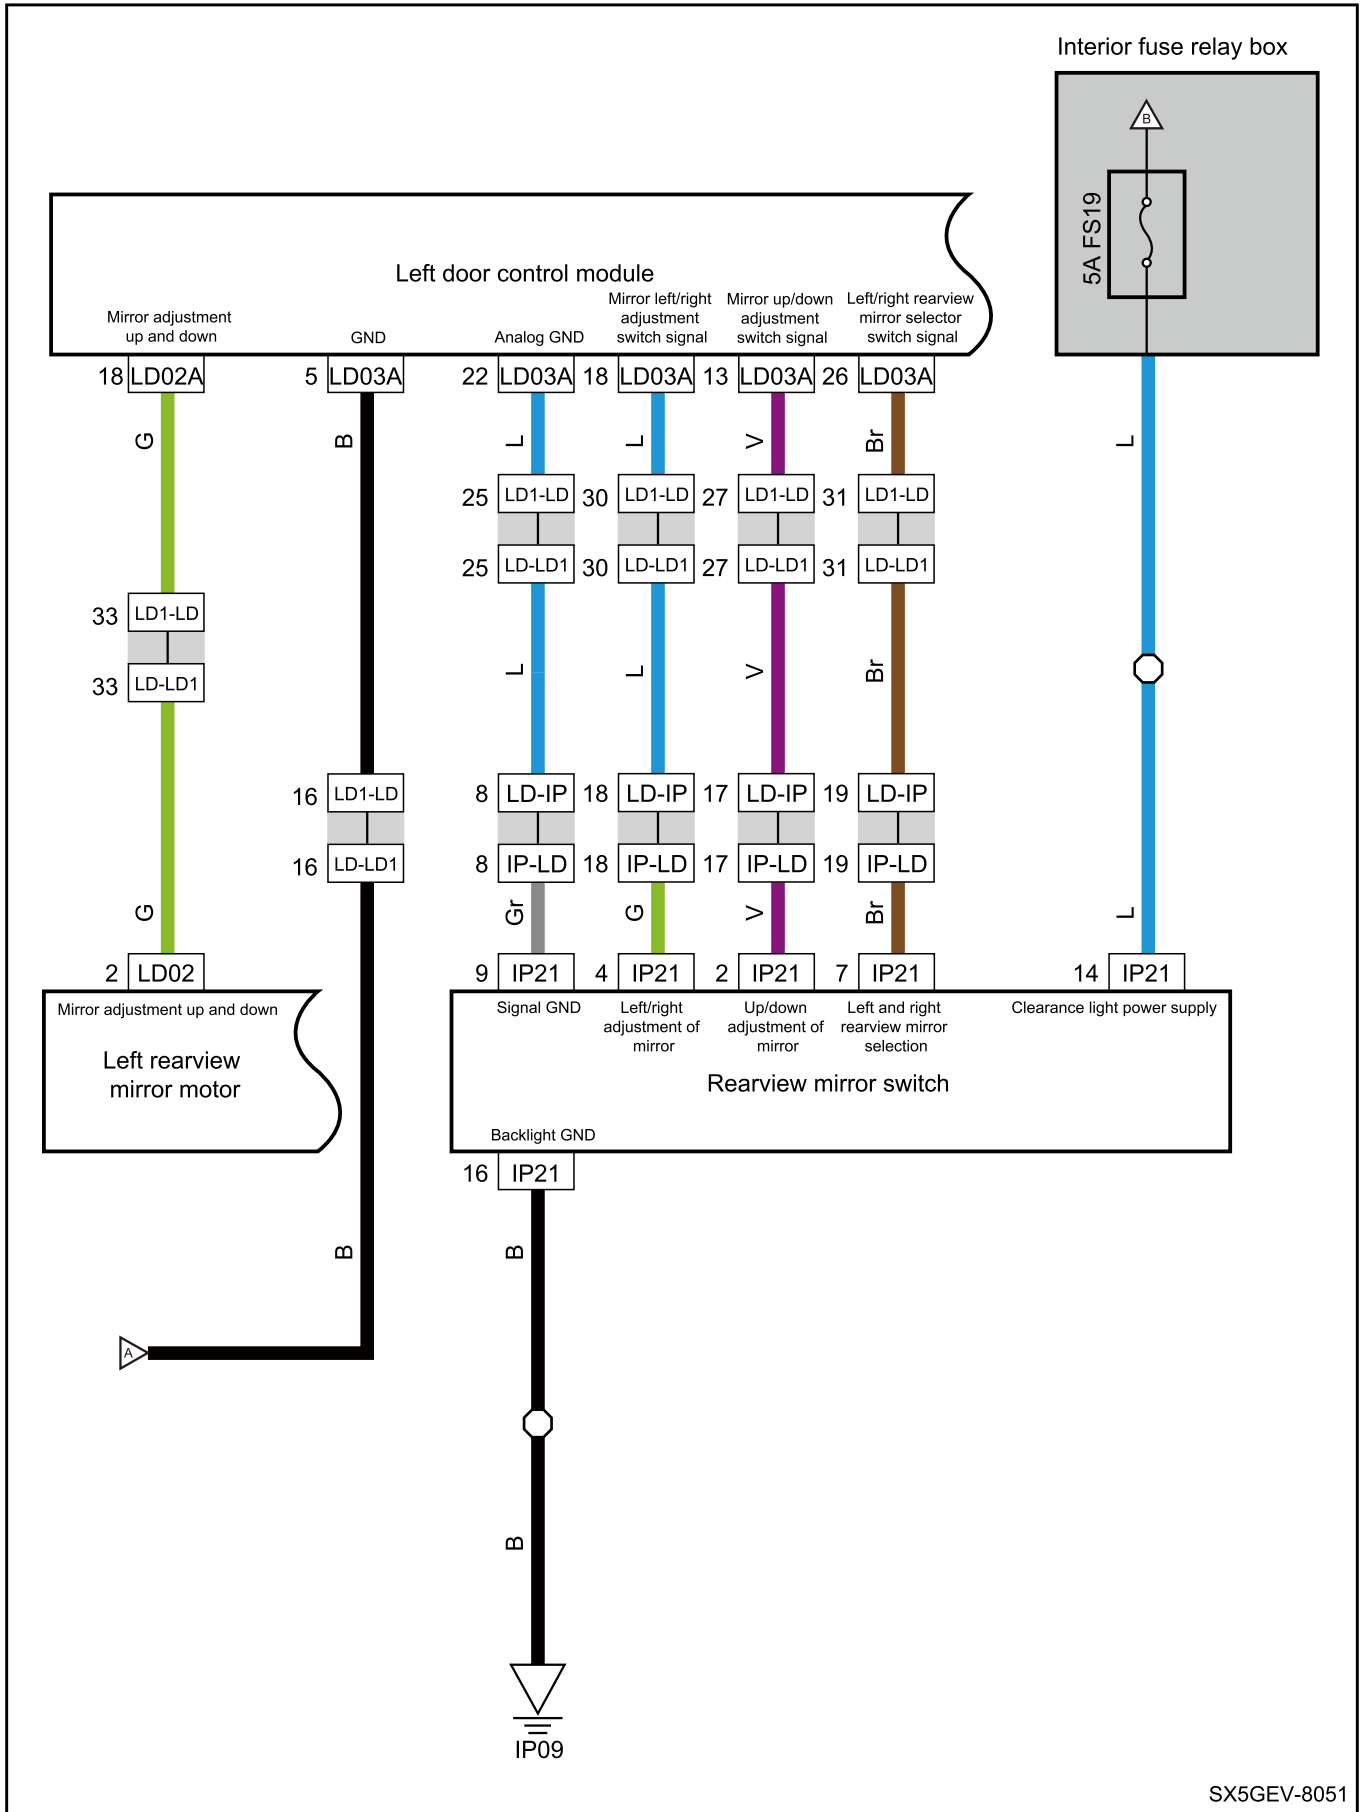 Interior fuse relay box
B
5A FS19
Left door control module
Mirror adjustment
up and down
GND
Analog GND
Mirror left/right
adjustment
switch signal
Mirror up/down
adjustment
switch signal
Left/right rearview
mirror selector
switch signal
18 LD02A
5 LD03A
22 LD03A
18 LD03A
13 LD03A
26 LD03A
G
B
L
L
V
Br
L
25 LD1-LD
30 LD1-LD
27 LD1-LD
31 LD1-LD
25 LD-LD1
30 LD-LD1
27 LD-LD1
31 LD-LD1
33 LD1-LD
33 LD-LD1
L
L
V
Br
16 LD1-LD
8 LD-IP
18 LD-IP
17 LD-IP
19 LD-IP
16 LD-LD1
8 IP-LD
18 IP-LD
17 IP-LD
19 IP-LD
G
Gr
G
V
Br
L
2 LD02
9 IP21
4 IP21
2 IP21
7 IP21
14 IP21
Mirror adjustment up and down
Left rearview
mirror motor
Signal GND
Left/right
adjustment of
mirror
Up/down
adjustment of
mirror
Left and right
rearview mirror
selection
Clearance light power supply
Rearview mirror switch
Backlight GND
16 IP21
B
B
A
B
IP09
SX5GEV-8051